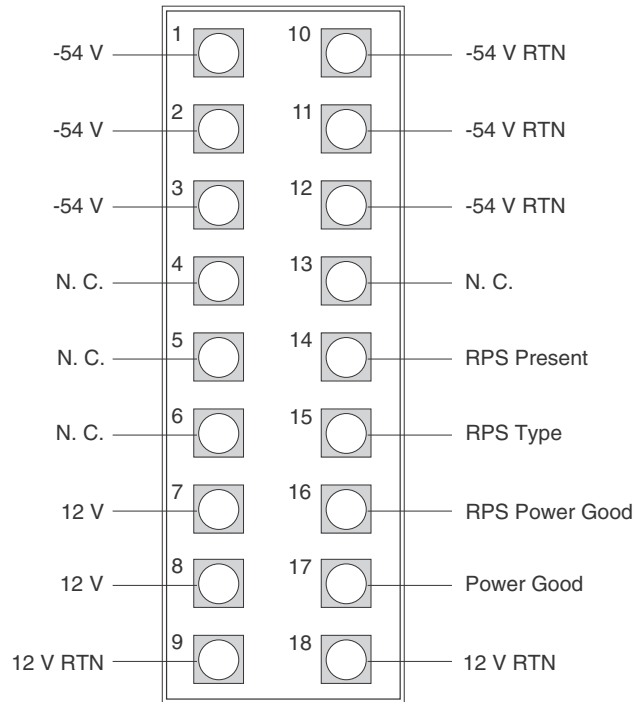 -54 V 1 10 -54 V RTN
-54 V 2 11 -54 V RTN
-54 V 3 12 -54 V RTN
N. C. 4 13 N. C.
N. C. 5 14 RPS Present
N. C. 6 15 RPS Type
12 V 7 16 RPS Power Good
12 V 8 17 Power Good
12 V RTN 9 18 12 V RTN